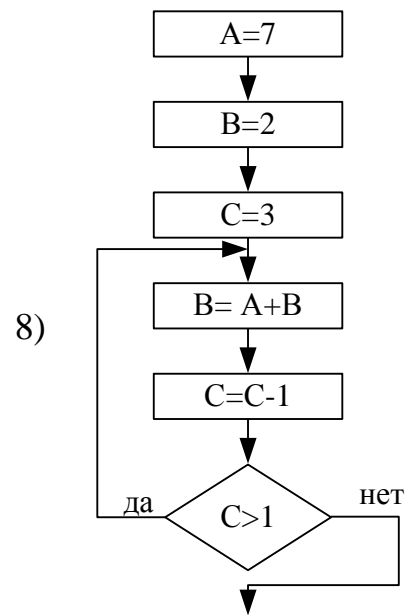 A=7
B=2
C=3
8)
B= A+B
C=C-1
да
C>1
нет